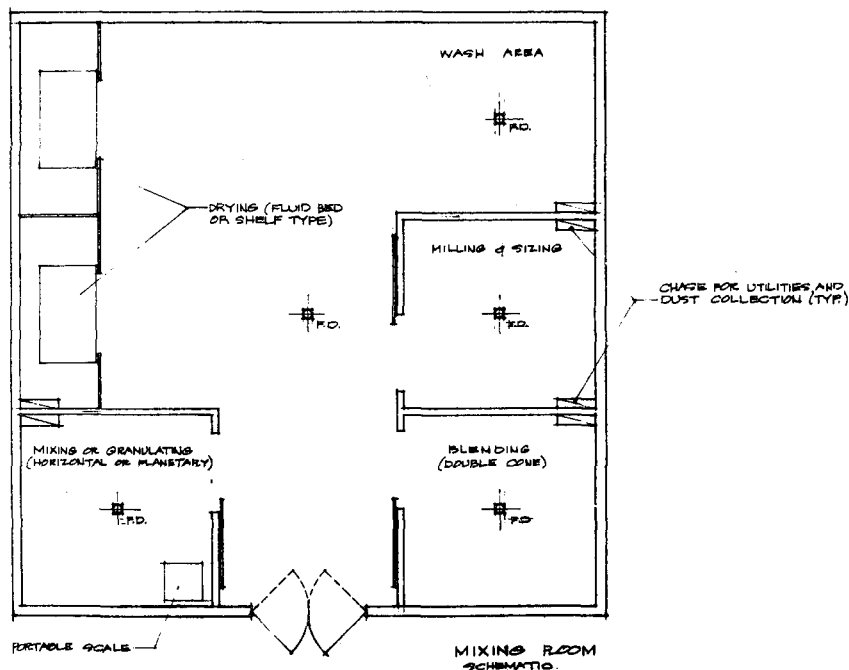 WASH AREA
F.D.
DRYING (FLUID BED
OR SHELF TYPE)
MILLING & SIZING
CHASE FOR UTILITIES, AND
DUST COLLECTION (TYP.)
F.D.
F.D.
MIXING OR GRANULATING
(HORIZONTAL OR PLANETARY)
BLENDING
(DOUBLE CONE)
F.D.
F.D.
PORTABLE SCALE
MIXING ROOM
SCHEMATIC.